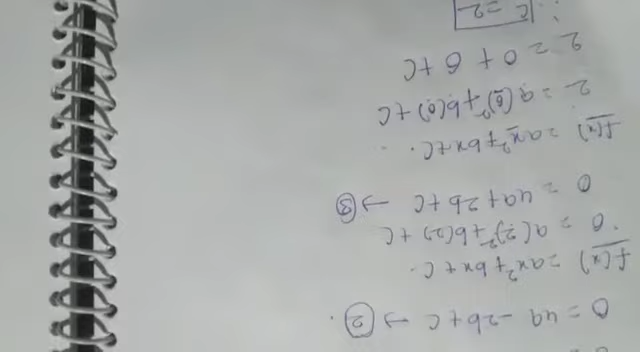 0 = 4a - 2b + c → ②.
f(x) = ax² + bx + c.
0 = a(2)² + b(2) + c
0 = 4a + 2b + c → ③
f(x) = ax² + bx + c.
2 = a(0)² + b(0) + c
2 = 0 + 0 + c
∴ c = 2